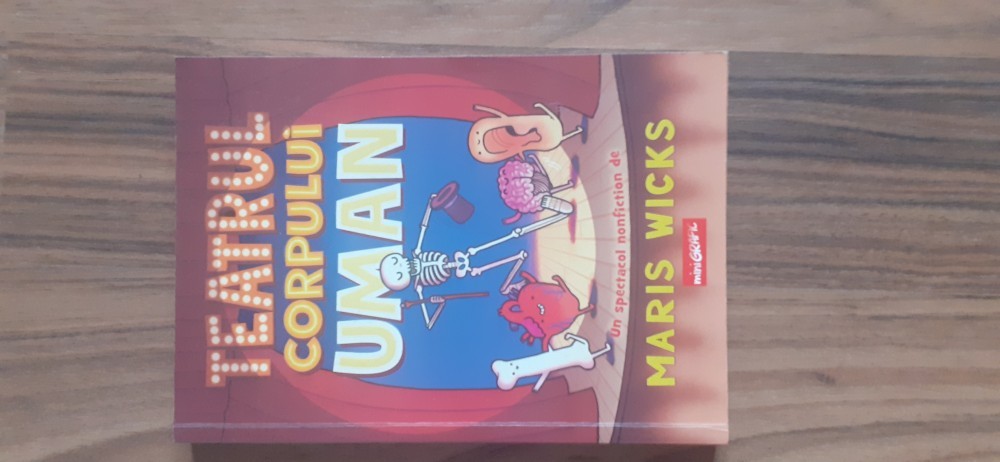 TEATRUL
CORPULUI
UMAN
Un spectacol nonfiction de
MARIS WICKS
miniGRAFIC